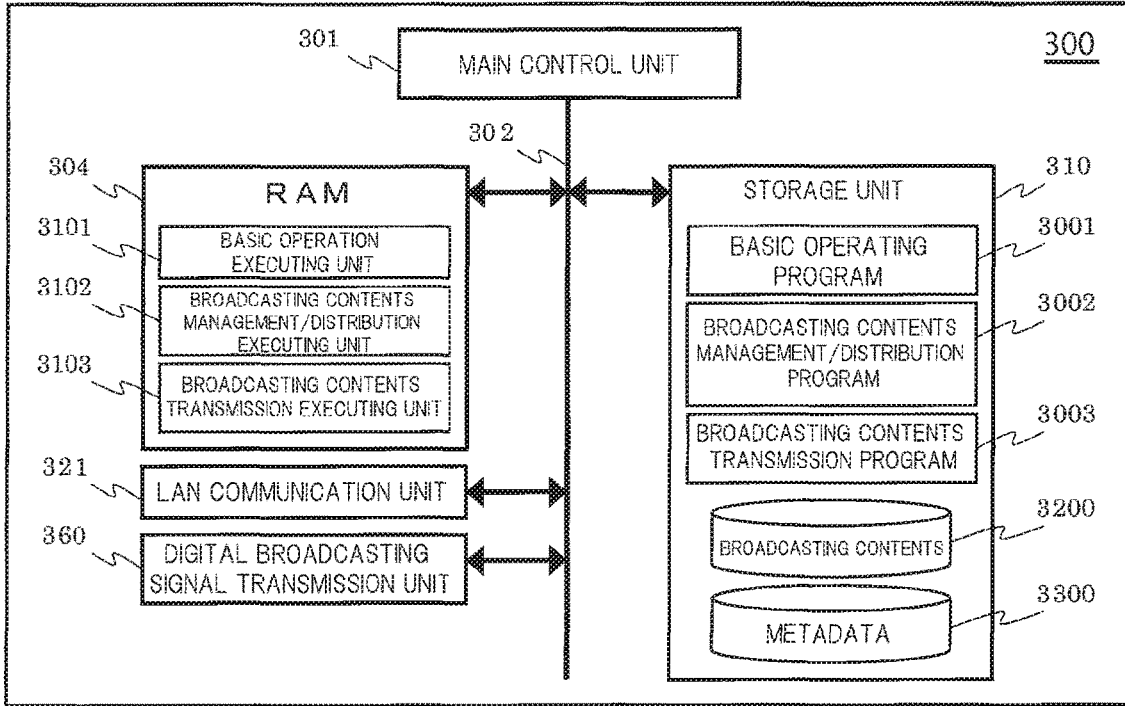 300
301
MAIN CONTROL UNIT
302
304
RAM
3101
BASIC OPERATION
EXECUTING UNIT
3102
BROADCASTING CONTENTS
MANAGEMENT/DISTRIBUTION
EXECUTING UNIT
3103
BROADCASTING CONTENTS
TRANSMISSION EXECUTING UNIT
321
LAN COMMUNICATION UNIT
360
DIGITAL BROADCASTING
SIGNAL TRANSMISSION UNIT
310
STORAGE UNIT
3001
BASIC OPERATING
PROGRAM
3002
BROADCASTING CONTENTS
MANAGEMENT/DISTRIBUTION
PROGRAM
3003
BROADCASTING CONTENTS
TRANSMISSION PROGRAM
3200
BROADCASTING CONTENTS
3300
METADATA